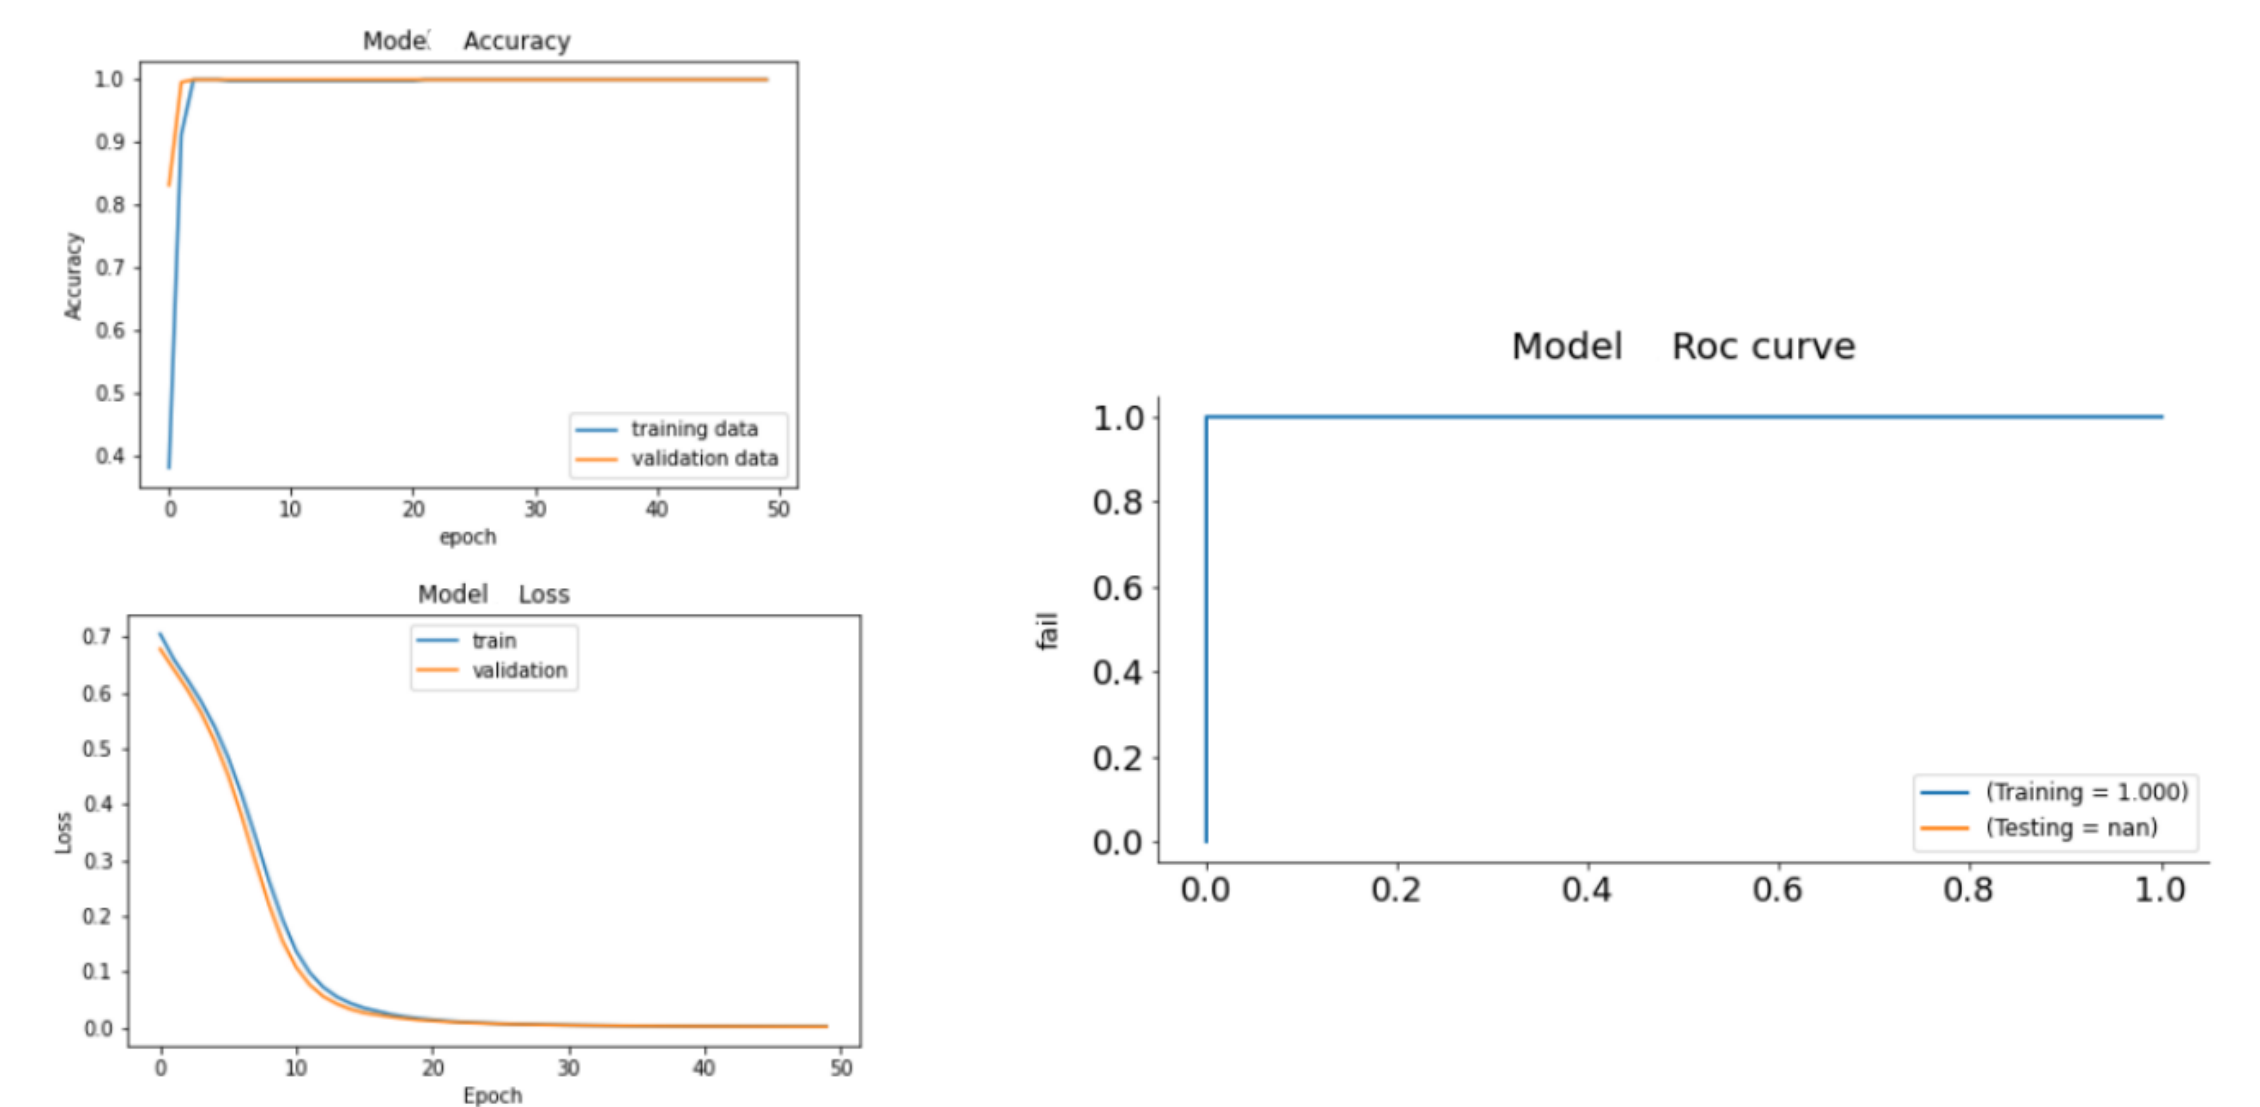 Model Accuracy
1.0
0.9
0.8
0.7
0.6
0.5
0.4
Accuracy
training data
validation data
0 10 20 30 40 50
epoch
Model Loss
train
validation
0.7
0.6
0.5
0.4
0.3
0.2
0.1
0.0
Loss
0 10 20 30 40 50
Epoch
Model Roc curve
1.0
0.8
0.6
0.4
0.2
0.0
fail
(Training = 1.000)
(Testing = nan)
0.0 0.2 0.4 0.6 0.8 1.0